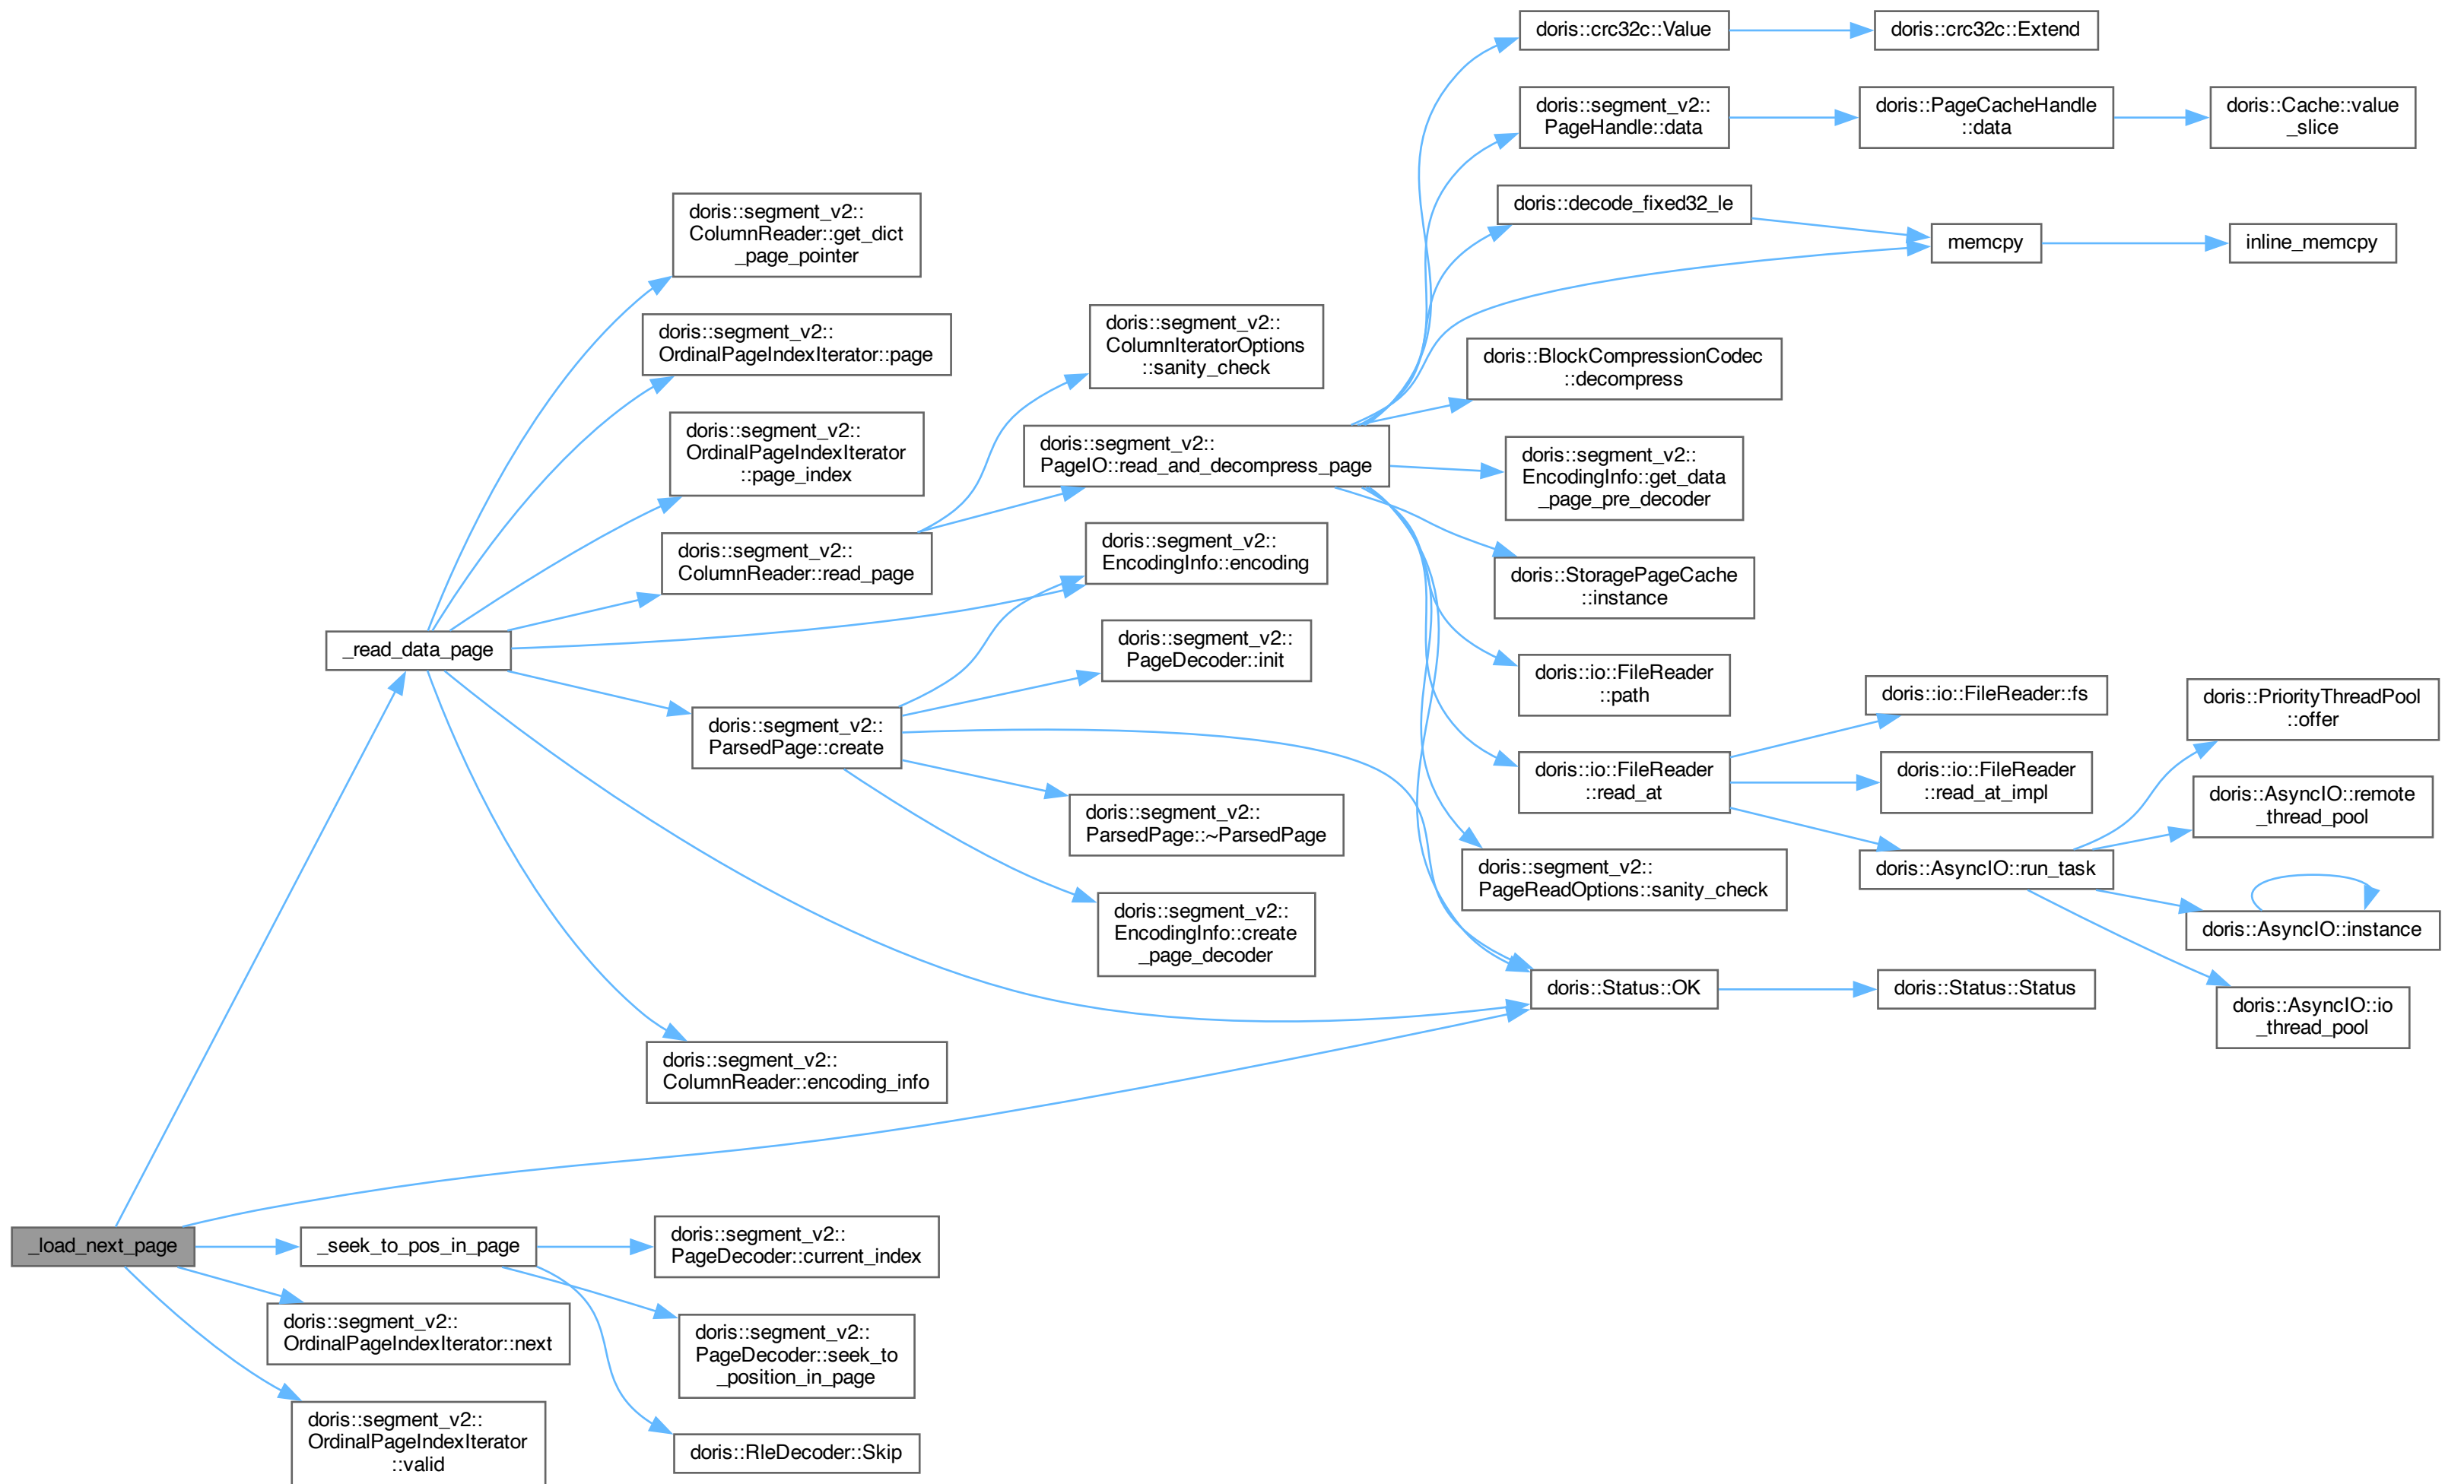 doris::crc32c::Value
doris::crc32c::Extend
doris::segment_v2::
PageHandle::data
doris::PageCacheHandle
::data
doris::Cache::value
_slice
doris::decode_fixed32_le
memcpy
inline_memcpy
doris::segment_v2::
ColumnReader::get_dict
_page_pointer
doris::segment_v2::
OrdinalPageIndexIterator::page
doris::segment_v2::
OrdinalPageIndexIterator
::page_index
doris::segment_v2::
ColumnReader::read_page
doris::segment_v2::
ColumnIteratorOptions
::sanity_check
doris::segment_v2::
PageIO::read_and_decompress_page
doris::BlockCompressionCodec
::decompress
doris::segment_v2::
EncodingInfo::get_data
_page_pre_decoder
doris::StoragePageCache
::instance
doris::segment_v2::
EncodingInfo::encoding
doris::segment_v2::
PageDecoder::init
_read_data_page
doris::segment_v2::
ParsedPage::create
doris::segment_v2::
ParsedPage::~ParsedPage
doris::segment_v2::
EncodingInfo::create
_page_decoder
doris::io::FileReader
::path
doris::io::FileReader
::read_at
doris::io::FileReader::fs
doris::io::FileReader
::read_at_impl
doris::AsyncIO::run_task
doris::PriorityThreadPool
::offer
doris::AsyncIO::remote
_thread_pool
doris::AsyncIO::instance
doris::AsyncIO::io
_thread_pool
doris::segment_v2::
PageReadOptions::sanity_check
doris::Status::OK
doris::Status::Status
doris::segment_v2::
ColumnReader::encoding_info
_load_next_page
_seek_to_pos_in_page
doris::segment_v2::
PageDecoder::current_index
doris::segment_v2::
OrdinalPageIndexIterator::next
doris::segment_v2::
PageDecoder::seek_to
_position_in_page
doris::segment_v2::
OrdinalPageIndexIterator
::valid
doris::RleDecoder::Skip